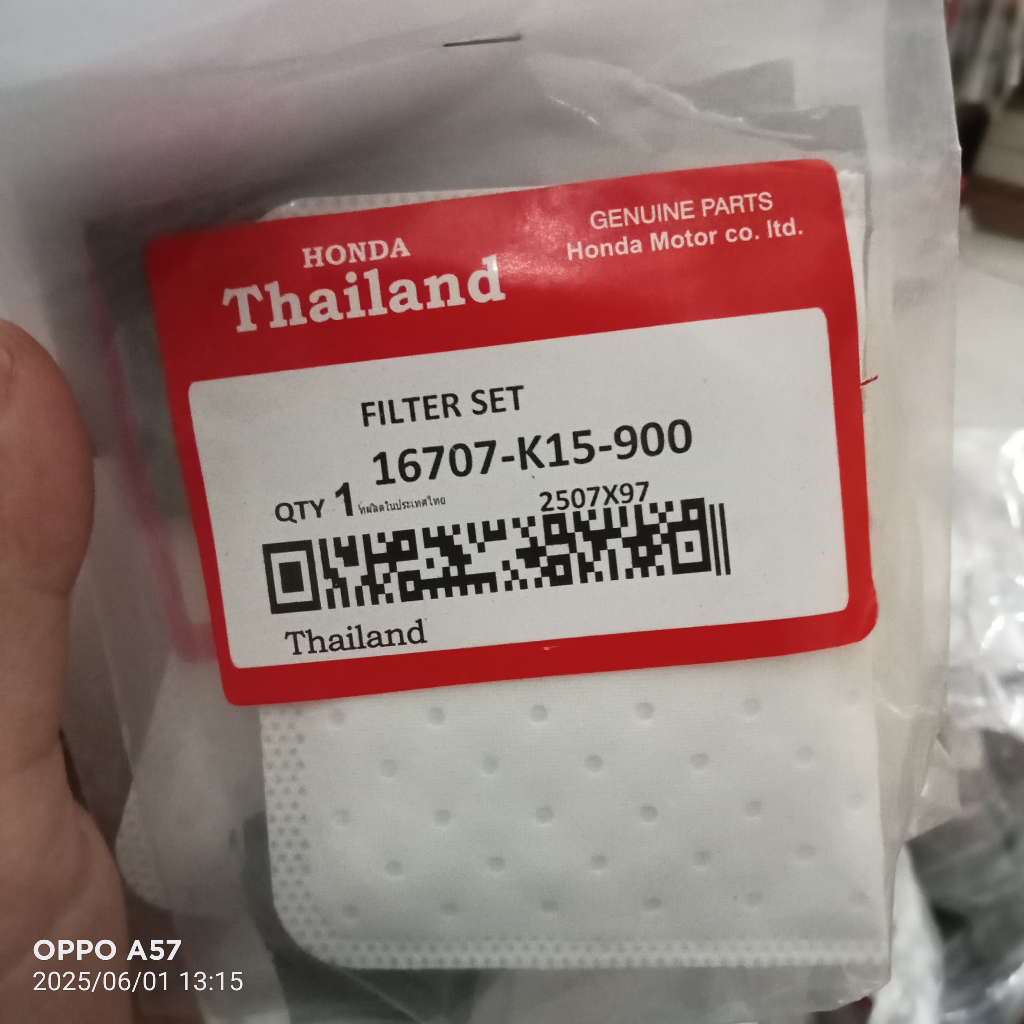 HONDA
Thailand
GENUINE PARTS
Honda Motor co. ltd.
FILTER SET
16707-K15-900
QTY 1 ที่ผลิตในประเทศไทย
2507X97
Thailand
OPPO A57
2025/06/01 13:15